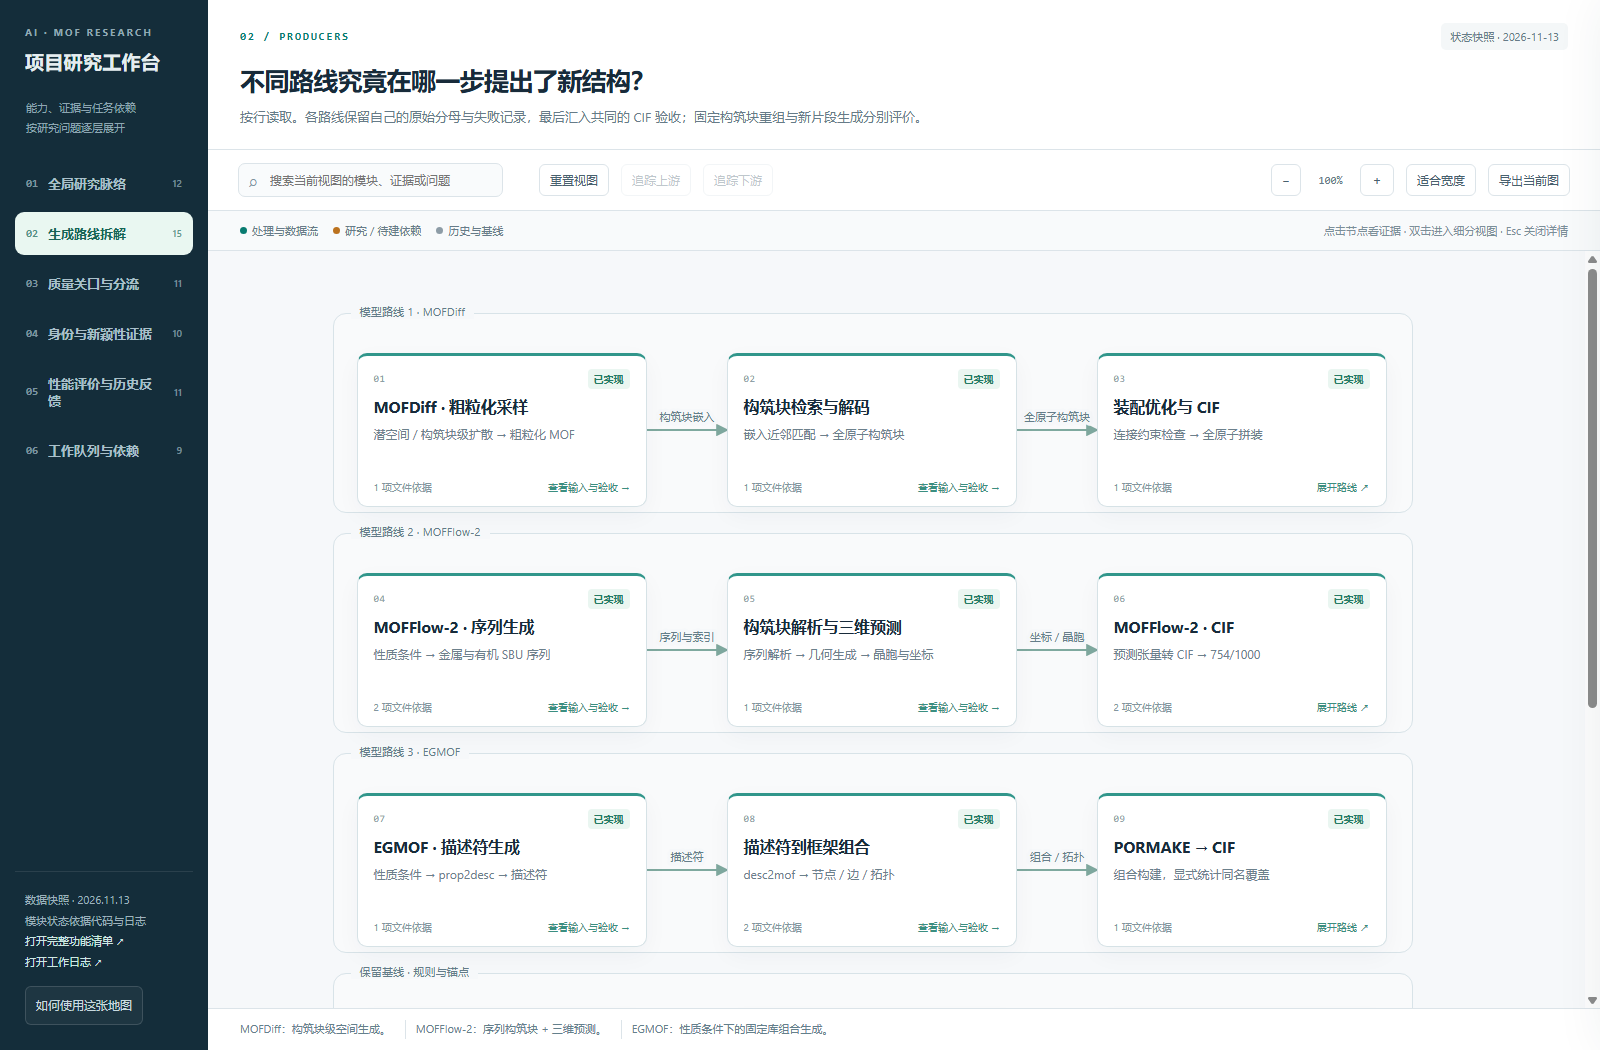 AI · MOF RESEARCH
项目研究工作台
能力、证据与任务依赖
按研究问题逐层展开
01 全局研究脉络 12
02 生成路线拆解 15
03 质量关口与分流 11
04 身份与新颖性证据 10
05 性能评价与历史反馈 11
06 工作队列与依赖 9
数据快照 · 2026.11.13
模块状态依据代码与日志
打开完整功能清单 ↗
打开工作日志 ↗
如何使用这张地图
02 / PRODUCERS
状态快照 · 2026-11-13
不同路线究竟在哪一步提出了新结构？
按行读取。各路线保留自己的原始分母与失败记录，最后汇入共同的 CIF 验收；固定构筑块重组与新片段生成分别评价。
搜索当前视图的模块、证据或问题
重置视图 追踪上游 追踪下游
− 100% + 适合宽度 导出当前图
处理与数据流 研究 / 待建依赖 历史与基线
点击节点看证据 · 双击进入细分视图 · Esc 关闭详情
模型路线 1 · MOFDiff
01 已实现
MOFDiff · 粗粒化采样
潜空间 / 构筑块级扩散 → 粗粒化 MOF
1 项文件依据 查看输入与验收 →
构筑块嵌入
02 已实现
构筑块检索与解码
嵌入近邻匹配 → 全原子构筑块
1 项文件依据 查看输入与验收 →
全原子构筑块
03 已实现
装配优化与 CIF
连接约束检查 → 全原子拼装
1 项文件依据 展开路线 ↗
模型路线 2 · MOFFlow-2
04 已实现
MOFFlow-2 · 序列生成
性质条件 → 金属与有机 SBU 序列
2 项文件依据 查看输入与验收 →
序列与索引
05 已实现
构筑块解析与三维预测
序列解析 → 几何生成 → 晶胞与坐标
1 项文件依据 查看输入与验收 →
坐标 / 晶胞
06 已实现
MOFFlow-2 · CIF
预测张量转 CIF → 754/1000
2 项文件依据 展开路线 ↗
模型路线 3 · EGMOF
07 已实现
EGMOF · 描述符生成
性质条件 → prop2desc → 描述符
1 项文件依据 查看输入与验收 →
描述符
08 已实现
描述符到框架组合
desc2mof → 节点 / 边 / 拓扑
2 项文件依据 查看输入与验收 →
组合 / 拓扑
09 已实现
PORMAKE → CIF
组合构建，显式统计同名覆盖
1 项文件依据 展开路线 ↗
保留基线 · 规则与锚点
MOFDiff：构筑块级空间生成。 MOFFlow-2：序列构筑块 + 三维预测。 EGMOF：性质条件下的固定库组合生成。